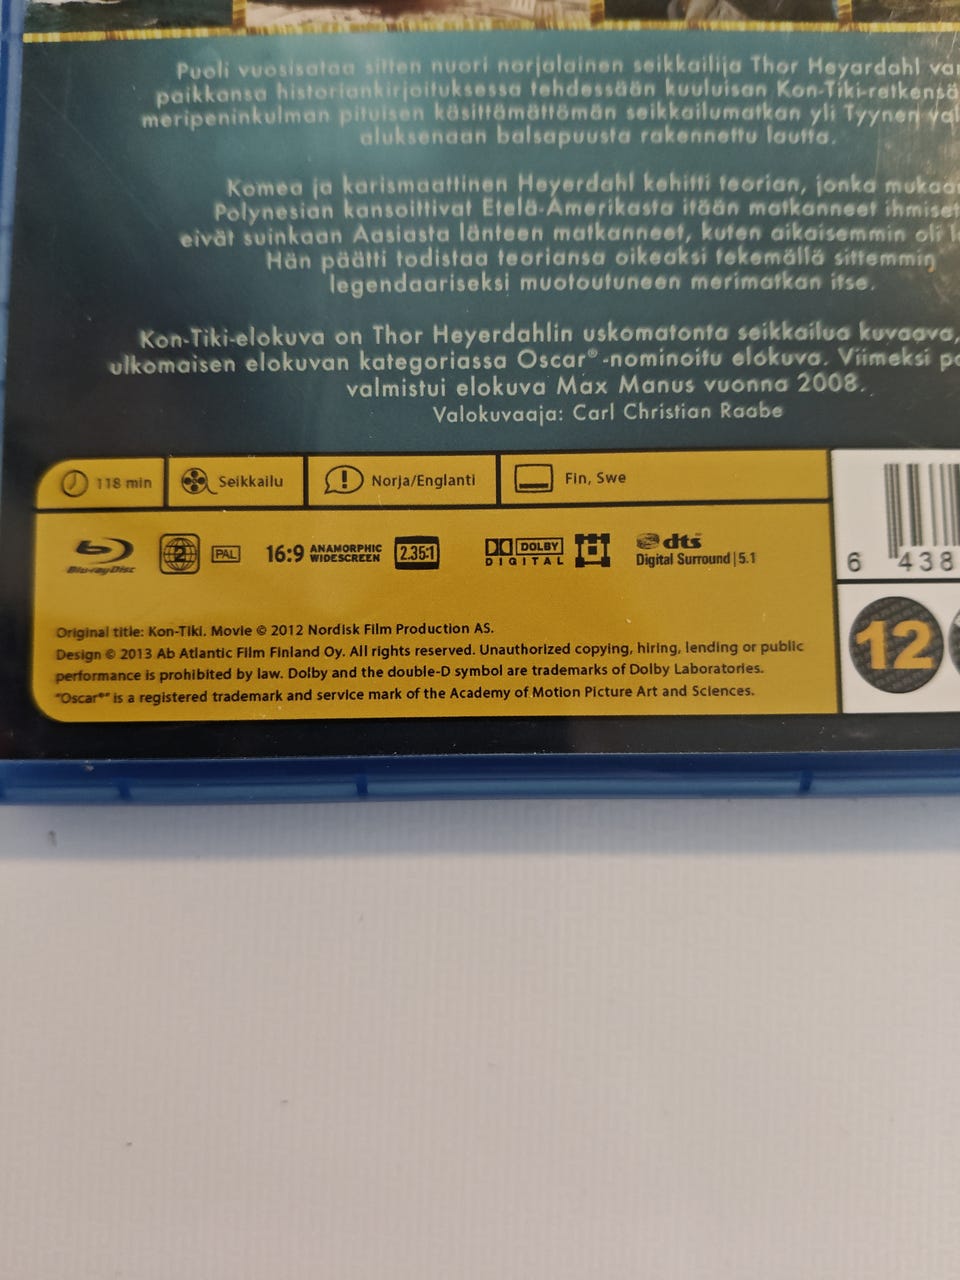 Puoli vuosisataa sitten nuori norjalainen seikkailija Thor Heyardahl
paikkansa historiankirjoituksessa tehdessään kuuluisan Kon-Tiki-retkensä
meripeninkulman pituisen käsittämättömän seikkailumatkan yli Tyynen
aluksenaan balsapuusta rakennettu lautta.
Komea ja karismaattinen Heyerdahl kehitti teorian, jonka mukaan
Polynesian kansoittivat Etelä-Amerikasta itään matkanneet ihmiset
eivät suinkaan Aasiasta länteen matkanneet, kuten aikaisemmin oli
Hän päätti todistaa teoriansa oikeaksi tekemällä sittemmin
legendaariseksi muotoutuneen merimatkan itse.
Kon-Tiki-elokuva on Thor Heyerdahlin uskomatonta seikkailua kuvaava,
ulkomaisen elokuvan kategoriassa Oscar®-nominoitu elokuva. Viimeksi
valmistui elokuva Max Manus vuonna 2008.
Valokuvaaja: Carl Christian Raabe
118 min Seikkailu Norja/Englanti Fin, Swe
Blu-ray Disc 2 PAL 16:9 ANAMORPHIC WIDESCREEN 2.35:1 DOLBY DIGITAL dts Digital Surround | 5.1
6 438
12
Original title: Kon-Tiki. Movie © 2012 Nordisk Film Production AS.
Design © 2013 Ab Atlantic Film Finland Oy. All rights reserved. Unauthorized copying, hiring, lending or public
performance is prohibited by law. Dolby and the double-D symbol are trademarks of Dolby Laboratories.
"Oscar®" is a registered trademark and service mark of the Academy of Motion Picture Art and Sciences.